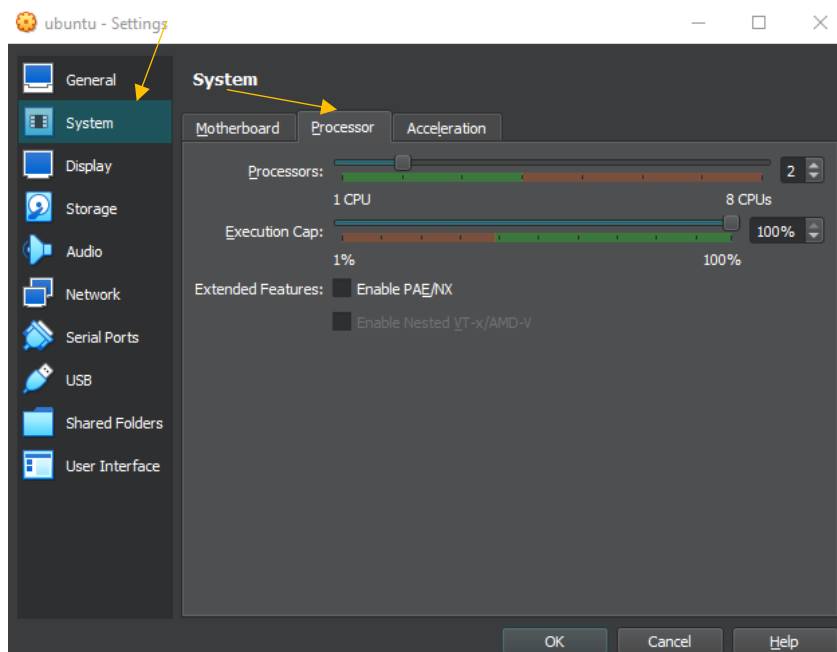 ubuntu - Settings
General
System
Display
Storage
Audio
Network
Serial Ports
USB
Shared Folders
User Interface
System
Motherboard Processor Acceleration
Processors: 2
1 CPU 8 CPUs
Execution Cap: 100%
1% 100%
Extended Features: Enable PAE/NX
Enable Nested VT-x/AMD-V
OK Cancel Help